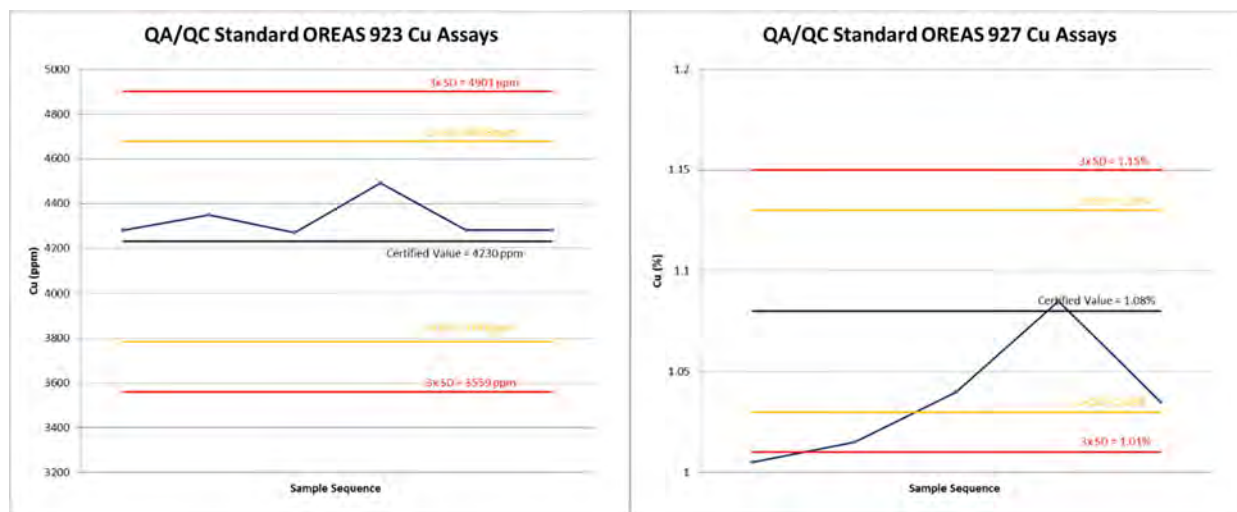 QA/QC Standard OREAS 923 Cu Assays
5000
4800
4600
4400
4200
4000
3800
3600
3400
3200
Cu (ppm)
3xSD = 4901 ppm
Certified Value = 4230 ppm
-3xSD = 3559 ppm
Sample Sequence
QA/QC Standard OREAS 927 Cu Assays
1.2
1.15
1.1
1.05
1
Cu (%)
3xSD = 1.15%
Certified Value = 1.08%
3xSD = 1.01%
Sample Sequence